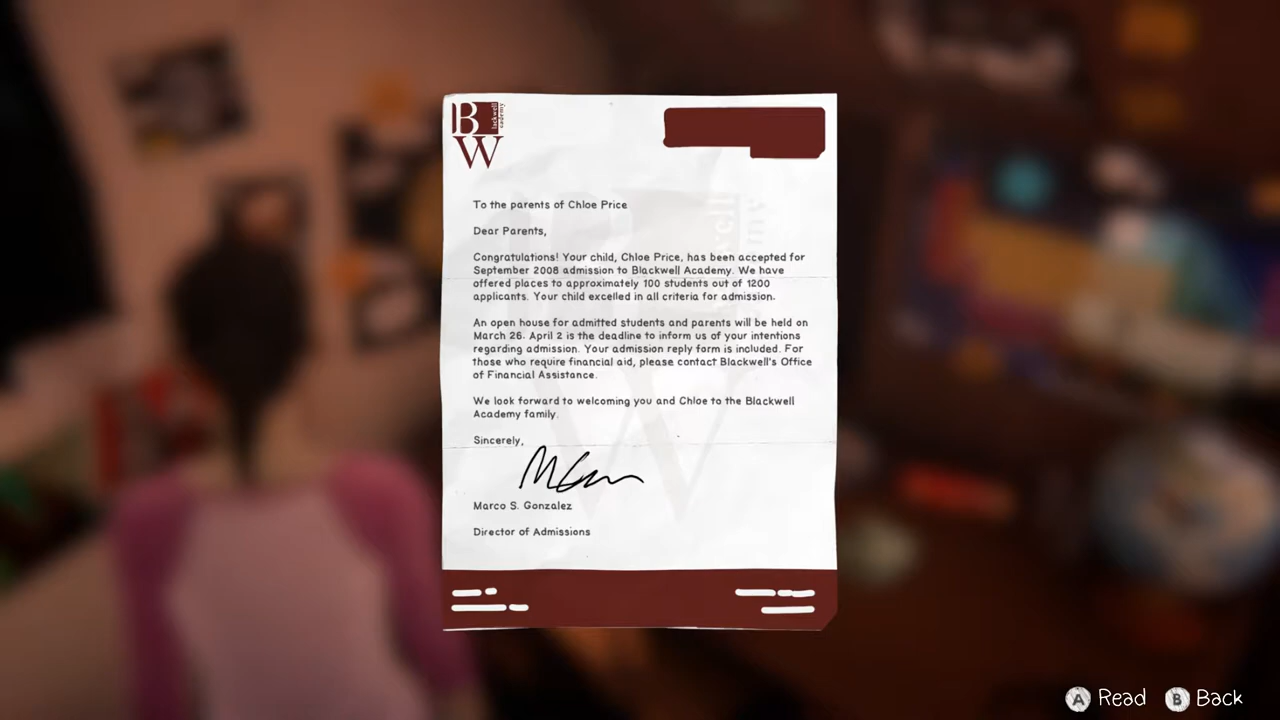 BW
Blackwell
Academy
To the parents of Chloe Price
Dear Parents,
Congratulations! Your child, Chloe Price, has been accepted for
September 2008 admission to Blackwell Academy. We have
offered places to approximately 100 students out of 1200
applicants. Your child excelled in all criteria for admission.
An open house for admitted students and parents will be held on
March 26. April 2 is the deadline to inform us of your intentions
regarding admission. Your admission reply form is included. For
those who require financial aid, please contact Blackwell's Office
of Financial Assistance.
We look forward to welcoming you and Chloe to the Blackwell
Academy family.
Sincerely,
Marco S. Gonzalez
Director of Admissions
A Read B Back